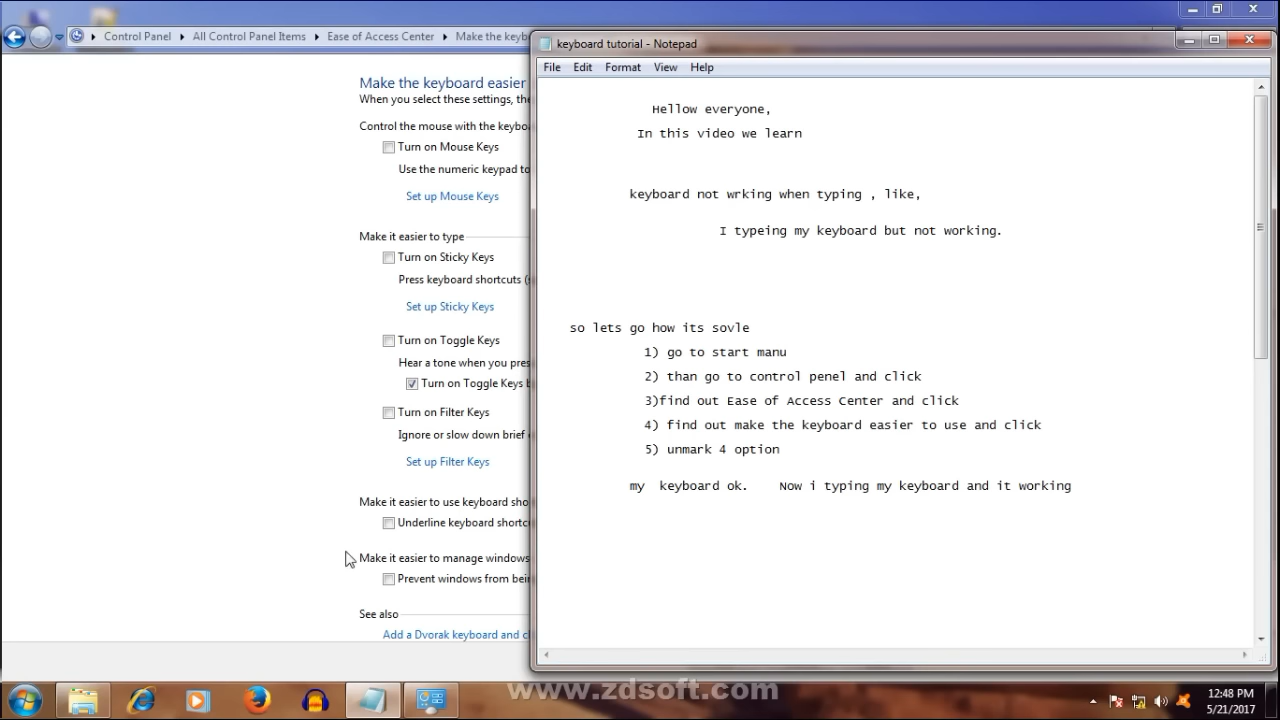 Control Panel
All Control Panel Items
Ease of Access Center
Make the keyb
Make the keyboard easier
When you select these settings, the
Control the mouse with the keyboa
Turn on Mouse Keys
Use the numeric keypad to
Set up Mouse Keys
Make it easier to type
Turn on Sticky Keys
Press keyboard shortcuts (
Set up Sticky Keys
Turn on Toggle Keys
Hear a tone when you pres
Turn on Toggle Keys b
Turn on Filter Keys
Ignore or slow down brief
Set up Filter Keys
Make it easier to use keyboard sho
Underline keyboard shortcu
Make it easier to manage windows
Prevent windows from bein
See also
Add a Dvorak keyboard and c
keyboard tutorial - Notepad
File Edit Format View Help
Hellow everyone,
In this video we learn
keyboard not wrking when typing , like,
I typeing my keyboard but not working.
so lets go how its sovle
1) go to start manu
2) than go to control penel and click
3)find out Ease of Access Center and click
4) find out make the keyboard easier to use and click
5) unmark 4 option
my keyboard ok. Now i typing my keyboard and it working
www.zdsoft.com
12:48 PM
5/21/2017